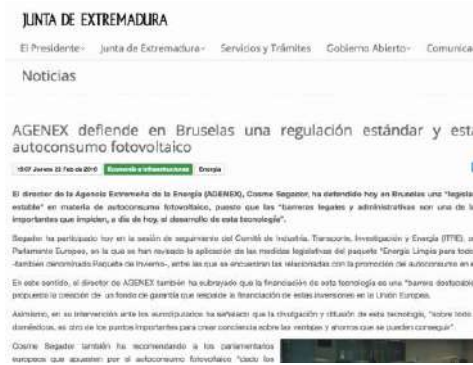 JUNTA DE EXTREMADURA
El Presidente Junta de Extremadura Servicios y Trámites Gobierno Abierto Comunica
Noticias
AGENEX defiende en Bruselas una regulación estándar y esta
autoconsumo fotovoltaico
Jueves 23 Feb de Economía e Infraestructuras Energía
El director de la Agencia Extremeña de la Energía (AGENEX), Cosme Segador, ha defendido hoy en Bruselas una "legisla
estable" en materia de autoconsumo fotovoltaico, puesto que las "barreras legales y administrativas son una de l
importantes que impiden, a día de hoy, el desarrollo de esta tecnología".
Segador ha participado hoy en la sesión de seguimiento del Comité de Industria, Transporte, Investigación y Energía (ITRE),
Parlamento Europeo, en la que se han revisado la aplicación de las medidas legislativas del paquete "Energía Limpia para todo
-también denominado Paquete de Invierno-, entre las que se encuentran las relacionadas con la promoción del autoconsumo en
En este sentido, el director de AGENEX también ha subrayado que la financiación de esta tecnología es una "barrera destacable
propuesto la creación de un fondo de garantía que respalde la financiación de estas inversiones en la Unión Europea.
Asimismo, en su intervención ante los eurodiputados ha señalado que la divulgación y difusión de esta tecnología, "sobre todo
domésticos, es otro de los puntos importantes para crear conciencia sobre las ventajas y ahorros que se pueden conseguir".
Cosme Segador también ha recomendando a los parlamentarios
europeos que apuesten por el autoconsumo fotovoltaico "dado los